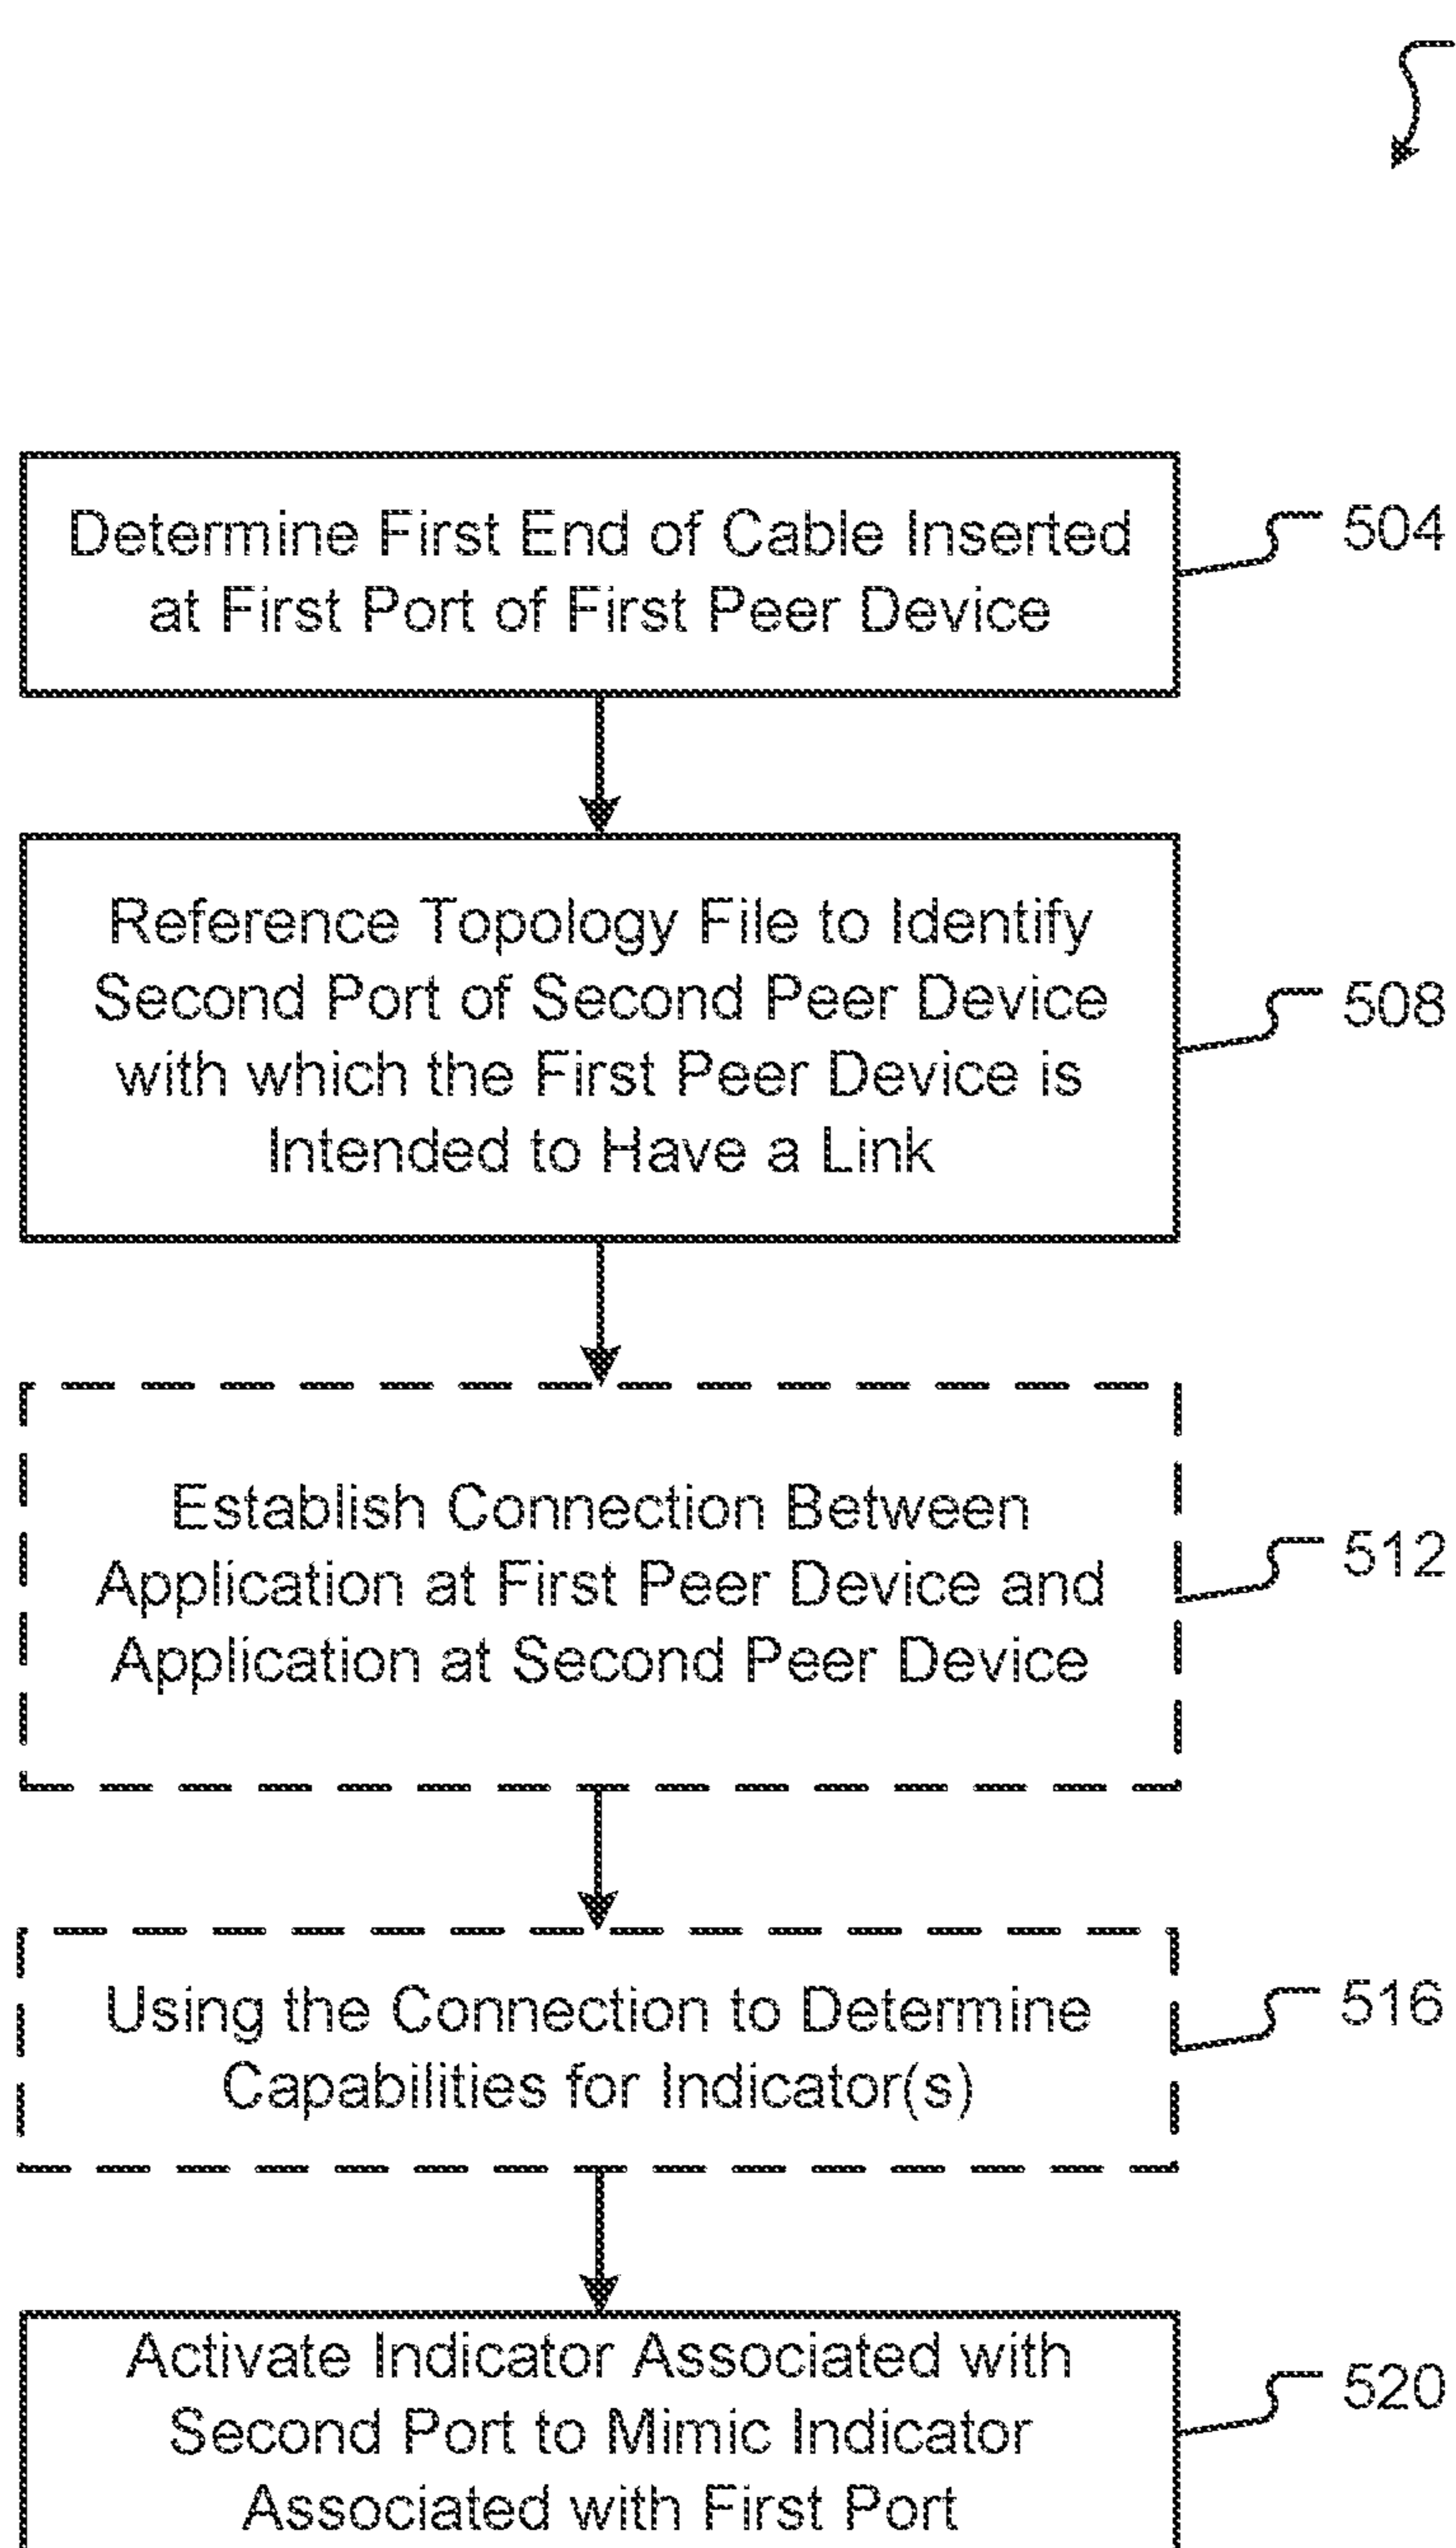 Determine First End of Cable Inserted
at First Port of First Peer Device
504
Reference Topology File to Identify
Second Port of Second Peer Device
with which the First Peer Device is
Intended to Have a Link
508
Establish Connection Between
Application at First Peer Device and
Application at Second Peer Device
512
Using the Connection to Determine
Capabilities for Indicator(s)
516
Activate Indicator Associated with
Second Port to Mimic Indicator
Associated with First Port
520